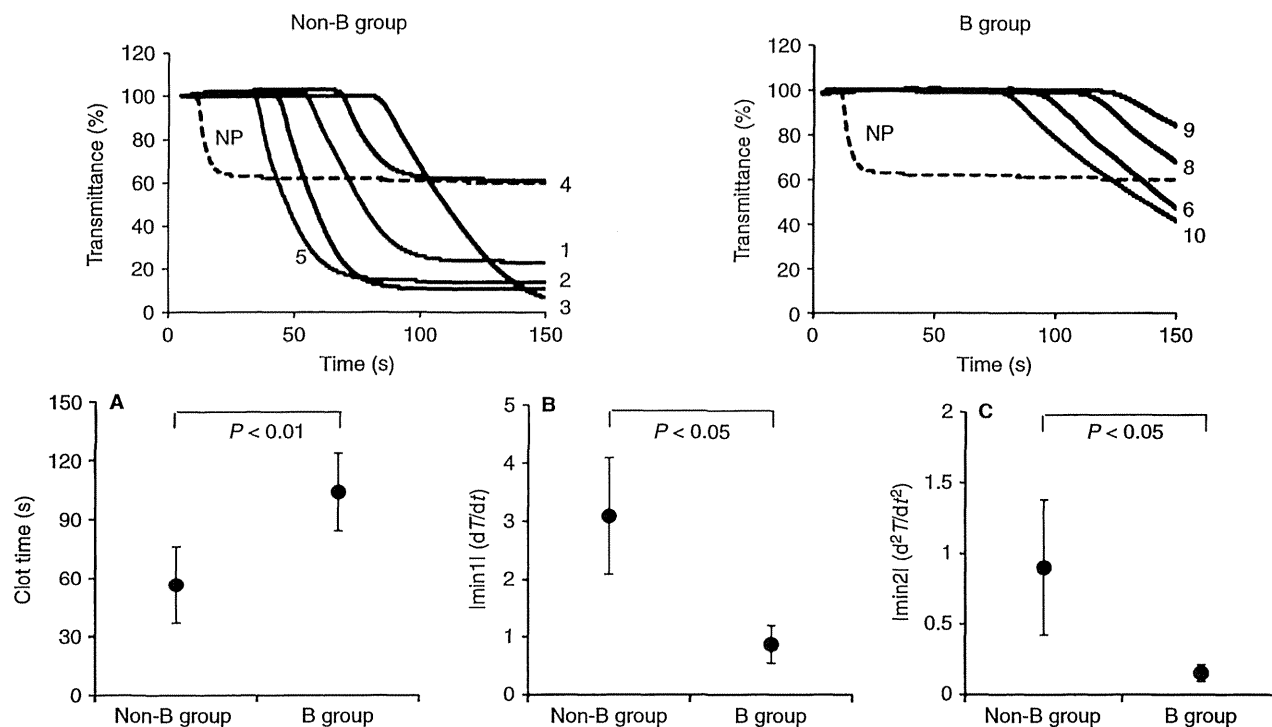 Non-B group
120
100
80
60
40
20
0
Transmittance (%)
NP
5
4
1
2
3
0
50
100
150
Time (s)
B group
120
100
80
60
40
20
0
Transmittance (%)
NP
9
8
6
10
0
50
100
150
Time (s)
A
150
120
90
60
30
0
Clot time (s)
P < 0.01
Non-B group
B group
B
5
4
3
2
1
0
|min1| (dT/dt)
P < 0.05
Non-B group
B group
C
2
1.5
1
0.5
0
|min2| (d²T/dt²)
P < 0.05
Non-B group
B group